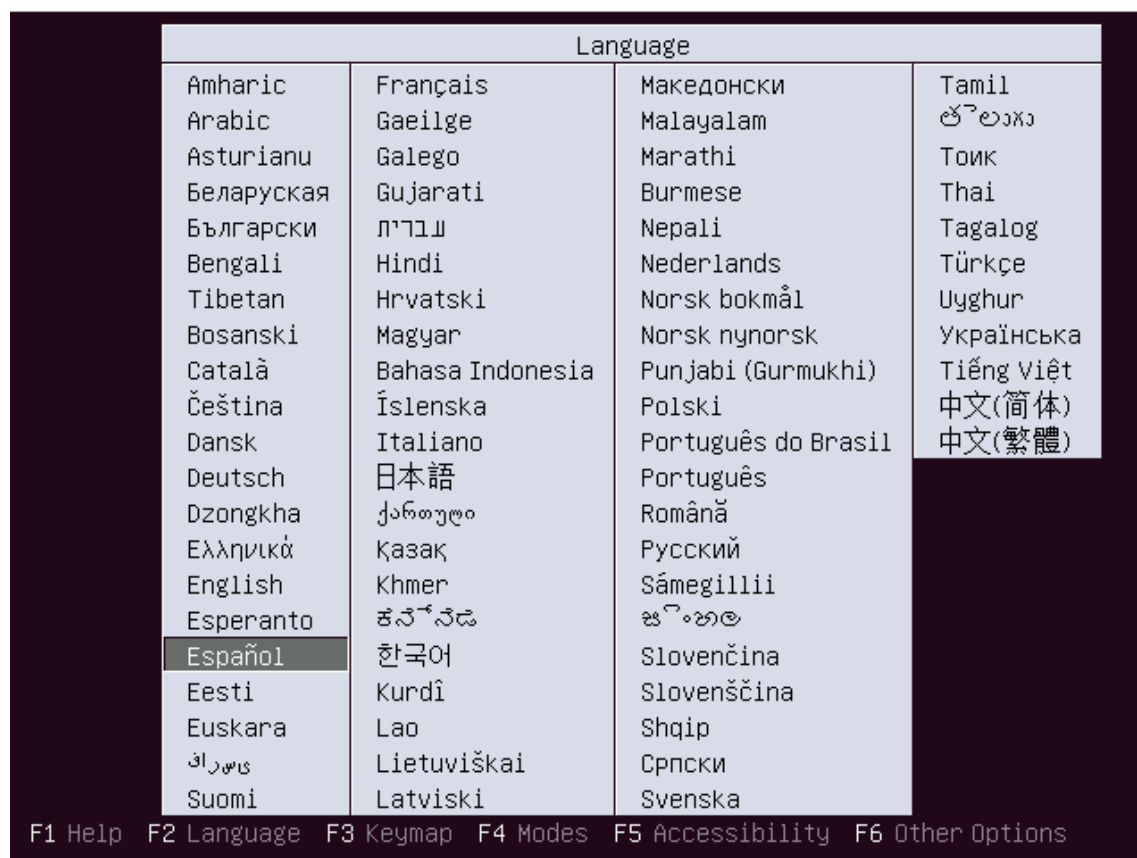 Language
Amharic
Arabic
Asturianu
Беларуская
Български
Bengali
Tibetan
Bosanski
Català
Čeština
Dansk
Deutsch
Dzongkha
Ελληνικά
English
Esperanto
Español
Eesti
Euskara
ﻯﺱﺭﺍﻑ
Suomi
Français
Gaeilge
Galego
Gujarati
עברית
Hindi
Hrvatski
Magyar
Bahasa Indonesia
Íslenska
Italiano
日本語
ქართული
Қазақ
Khmer
한국어
Kurdî
Lao
Lietuviškai
Latviski
Македонски
Malayalam
Marathi
Burmese
Nepali
Nederlands
Norsk bokmål
Norsk nynorsk
Punjabi (Gurmukhi)
Polski
Português do Brasil
Português
Română
Русский
Sámegillii
Slovenčina
Slovenščina
Shqip
Српски
Svenska
Tamil
Тоик
Thai
Tagalog
Türkçe
Uyghur
Українська
Tiếng Việt
中文(简体)
中文(繁體)
F1 Help F2 Language F3 Keymap F4 Modes F5 Accessibility F6 Other Options